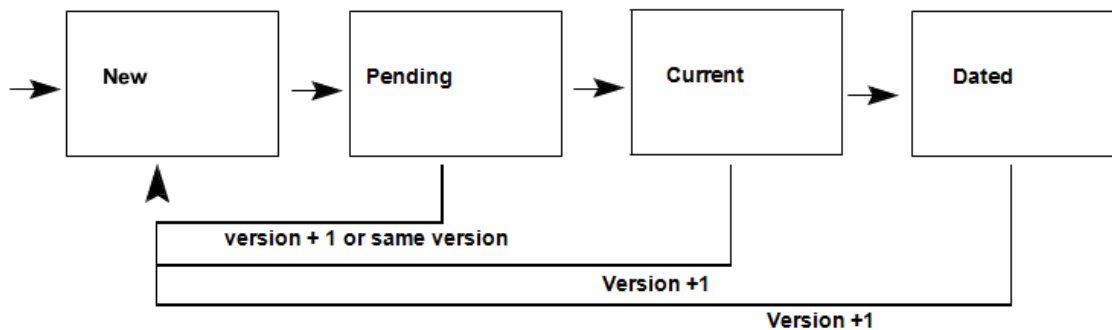 New
Pending
Current
Dated
version + 1 or same version
Version +1
Version +1